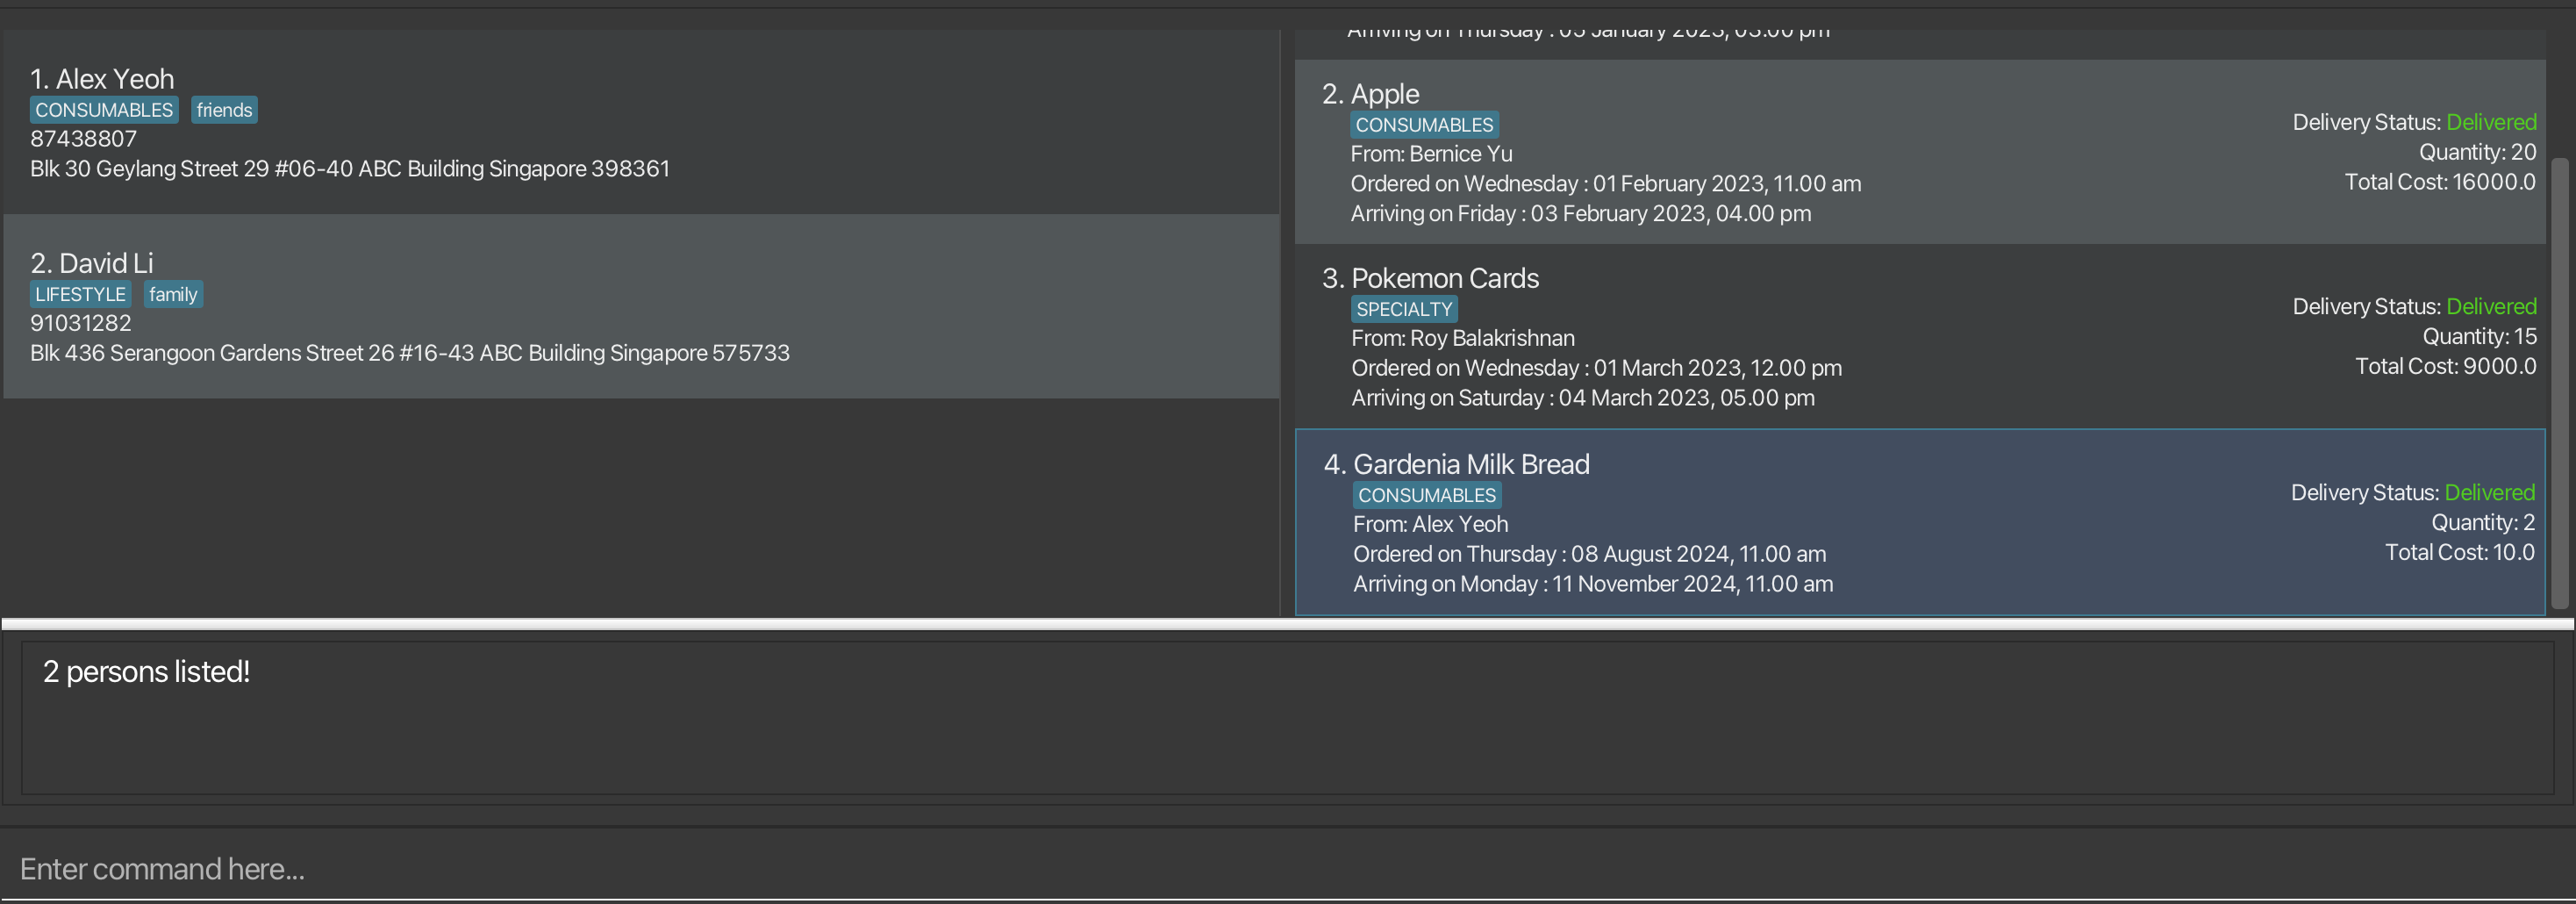 1. Alex Yeoh
CONSUMABLES friends
87438807
Blk 30 Geylang Street 29 #06-40 ABC Building Singapore 398361
2. David Li
LIFESTYLE family
91031282
Blk 436 Serangoon Gardens Street 26 #16-43 ABC Building Singapore 575733
Arriving on Thursday : 05 January 2023, 03.00 pm
2. Apple
CONSUMABLES
From: Bernice Yu
Ordered on Wednesday : 01 February 2023, 11.00 am
Arriving on Friday : 03 February 2023, 04.00 pm
Delivery Status: Delivered
Quantity: 20
Total Cost: 16000.0
3. Pokemon Cards
SPECIALTY
From: Roy Balakrishnan
Ordered on Wednesday : 01 March 2023, 12.00 pm
Arriving on Saturday : 04 March 2023, 05.00 pm
Delivery Status: Delivered
Quantity: 15
Total Cost: 9000.0
4. Gardenia Milk Bread
CONSUMABLES
From: Alex Yeoh
Ordered on Thursday : 08 August 2024, 11.00 am
Arriving on Monday : 11 November 2024, 11.00 am
Delivery Status: Delivered
Quantity: 2
Total Cost: 10.0
2 persons listed!
Enter command here...